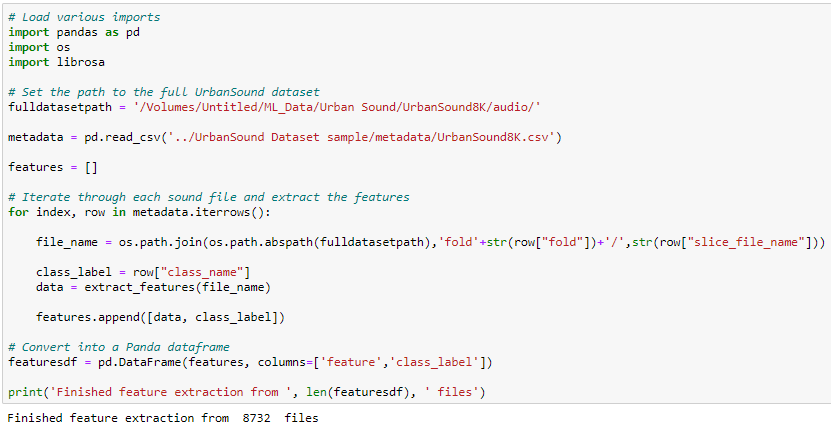 # Load various imports
import pandas as pd
import os
import librosa
# Set the path to the full UrbanSound dataset
fulldatasetpath = '/Volumes/Untitled/ML_Data/Urban Sound/UrbanSound8K/audio/'
metadata = pd.read_csv('../UrbanSound Dataset sample/metadata/UrbanSound8K.csv')
features = []
# Iterate through each sound file and extract the features
for index, row in metadata.iterrows():
    file_name = os.path.join(os.path.abspath(fulldatasetpath),'fold'+str(row["fold"])+'/',str(row["slice_file_name"]))
    class_label = row["class_name"]
    data = extract_features(file_name)
    features.append([data, class_label])
# Convert into a Panda dataframe
featuresdf = pd.DataFrame(features, columns=['feature','class_label'])
print('Finished feature extraction from ', len(featuresdf), ' files')
Finished feature extraction from  8732  files